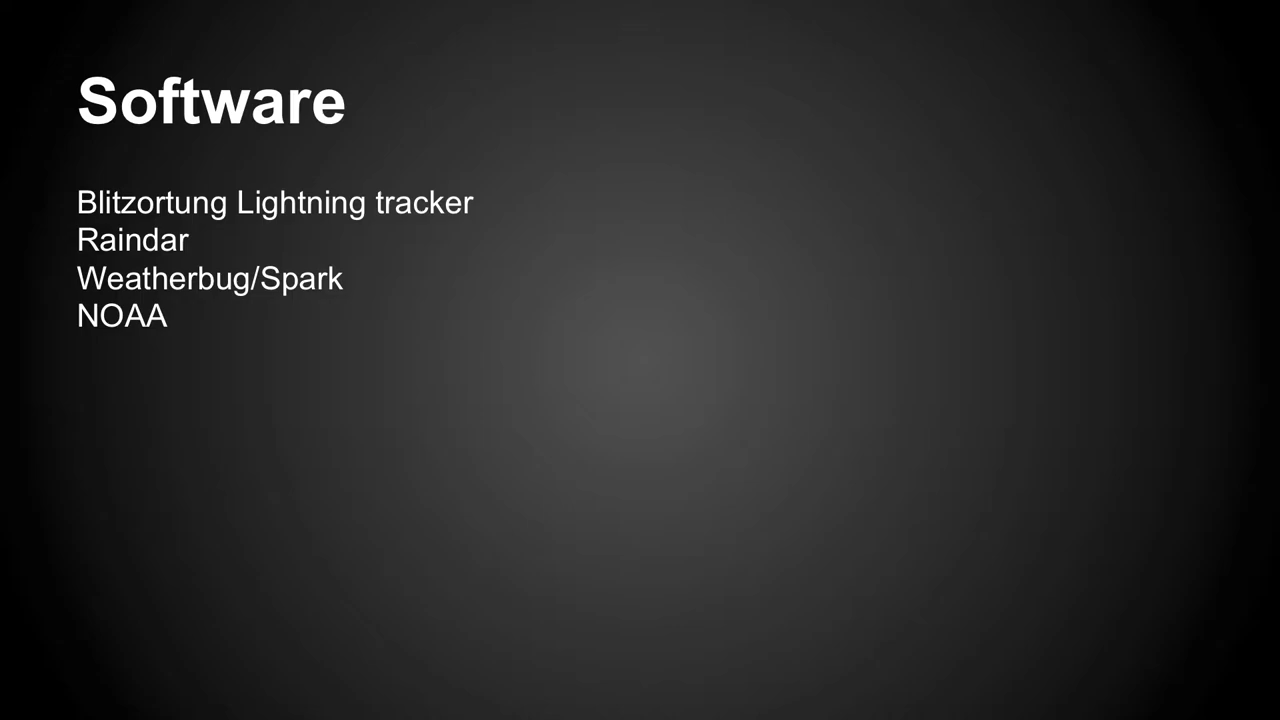 Software
Blitzortung Lightning tracker
Raindar
Weatherbug/Spark
NOAA